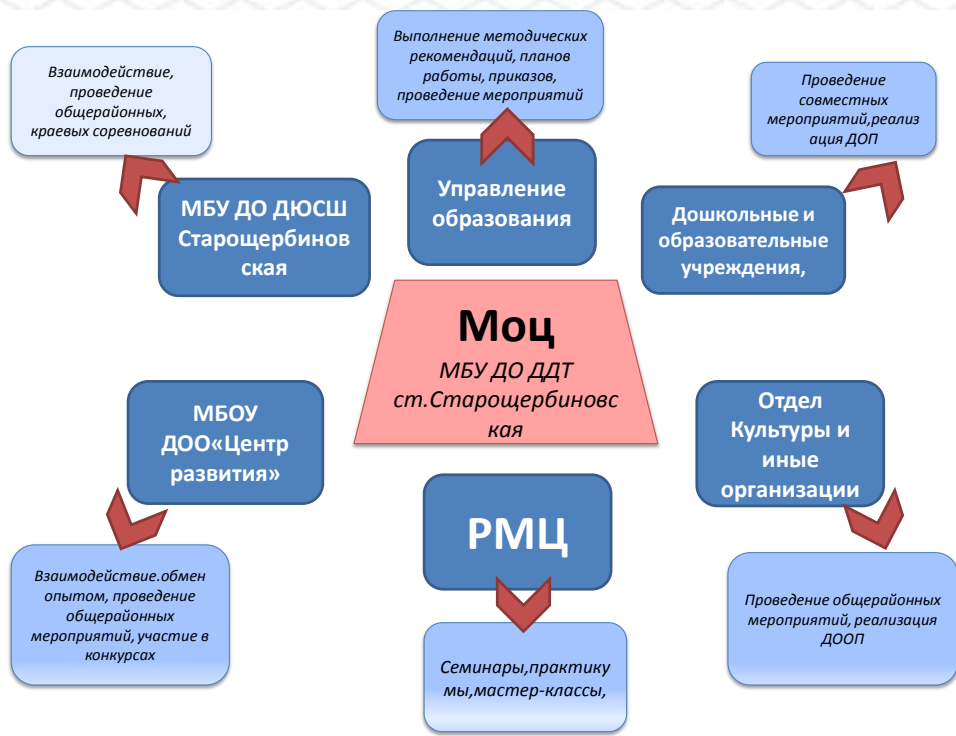 Выполнение методических
рекомендаций, планов
работы, приказов,
проведение мероприятий
Взаимодействие,
проведение
общерайонных,
краевых соревнований
Проведение
совместных
мероприятий,реализ
ация ДОП
МБУ ДО ДЮСШ
Старощербинов
ская
Управление
образования
Дошкольные и
образовательные
учреждения,
Моц
МБУ ДО ДДТ
ст.Старощербиновс
кая
МБОУ
ДОО«Центр
развития»
Отдел
Культуры и
иные
организации
РМЦ
Взаимодействие.обмен
опытом, проведение
общерайонных
мероприятий, участие в
конкурсах
Семинары,практику
мы,мастер-классы,
Проведение общерайонных
мероприятий, реализация
ДООП